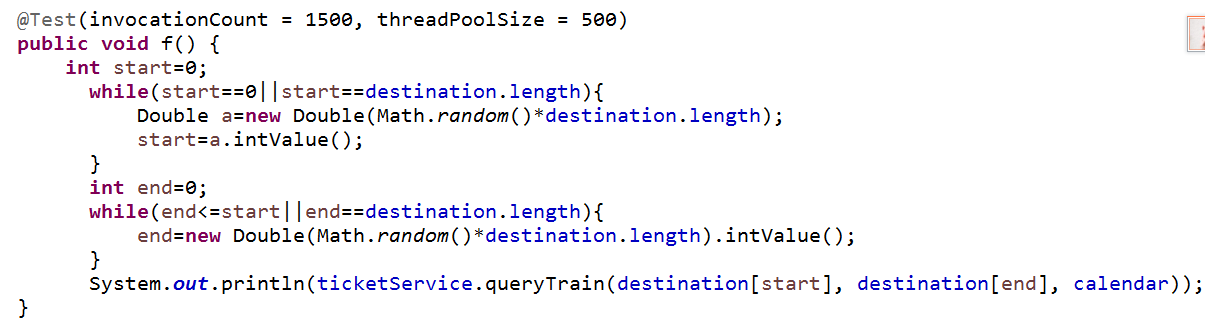 @Test(invocationCount = 1500, threadPoolSize = 500)
public void f() {
    int start=0;
      while(start==0||start==destination.length){
          Double a=new Double(Math.random()*destination.length);
          start=a.intValue();
      }
      int end=0;
      while(end<=start||end==destination.length){
          end=new Double(Math.random()*destination.length).intValue();
      }
      System.out.println(ticketService.queryTrain(destination[start], destination[end], calendar));
}